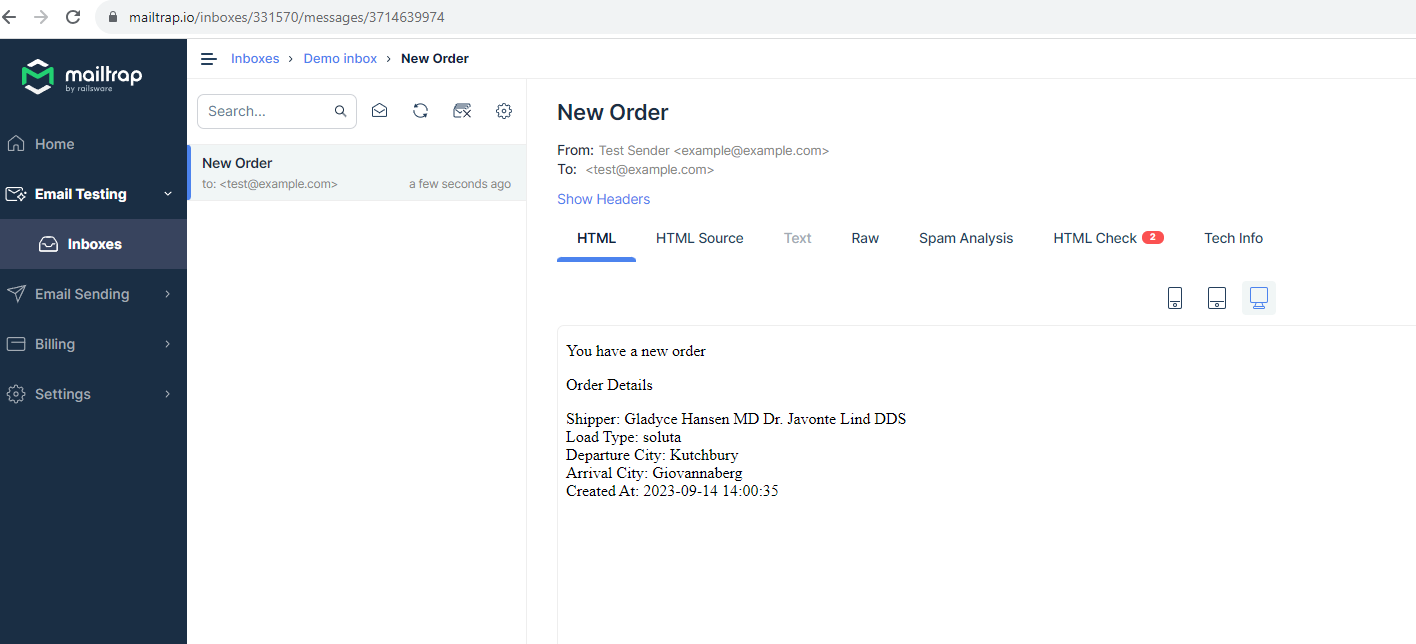 mailtrap.io/inboxes/331570/messages/3714639974
mailtrap
by railsware
Home
Email Testing
Inboxes
Email Sending
Billing
Settings
Inboxes › Demo inbox › New Order
Search...
New Order
to: <test@example.com> a few seconds ago
New Order
From: Test Sender <example@example.com>
To: <test@example.com>
Show Headers
HTML HTML Source Text Raw Spam Analysis HTML Check 2 Tech Info
You have a new order
Order Details
Shipper: Gladyce Hansen MD Dr. Javonte Lind DDS
Load Type: soluta
Departure City: Kutchbury
Arrival City: Giovannaberg
Created At: 2023-09-14 14:00:35